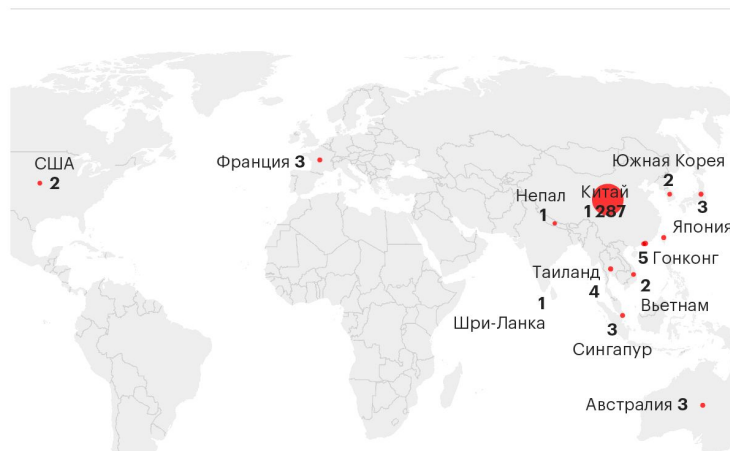 США
2
Франция 3
Южная Корея
2
Китай
1 287
Непал
1
3
Япония
5 Гонконг
Таиланд
4
2
Вьетнам
1
Шри-Ланка
3
Сингапур
Австралия 3